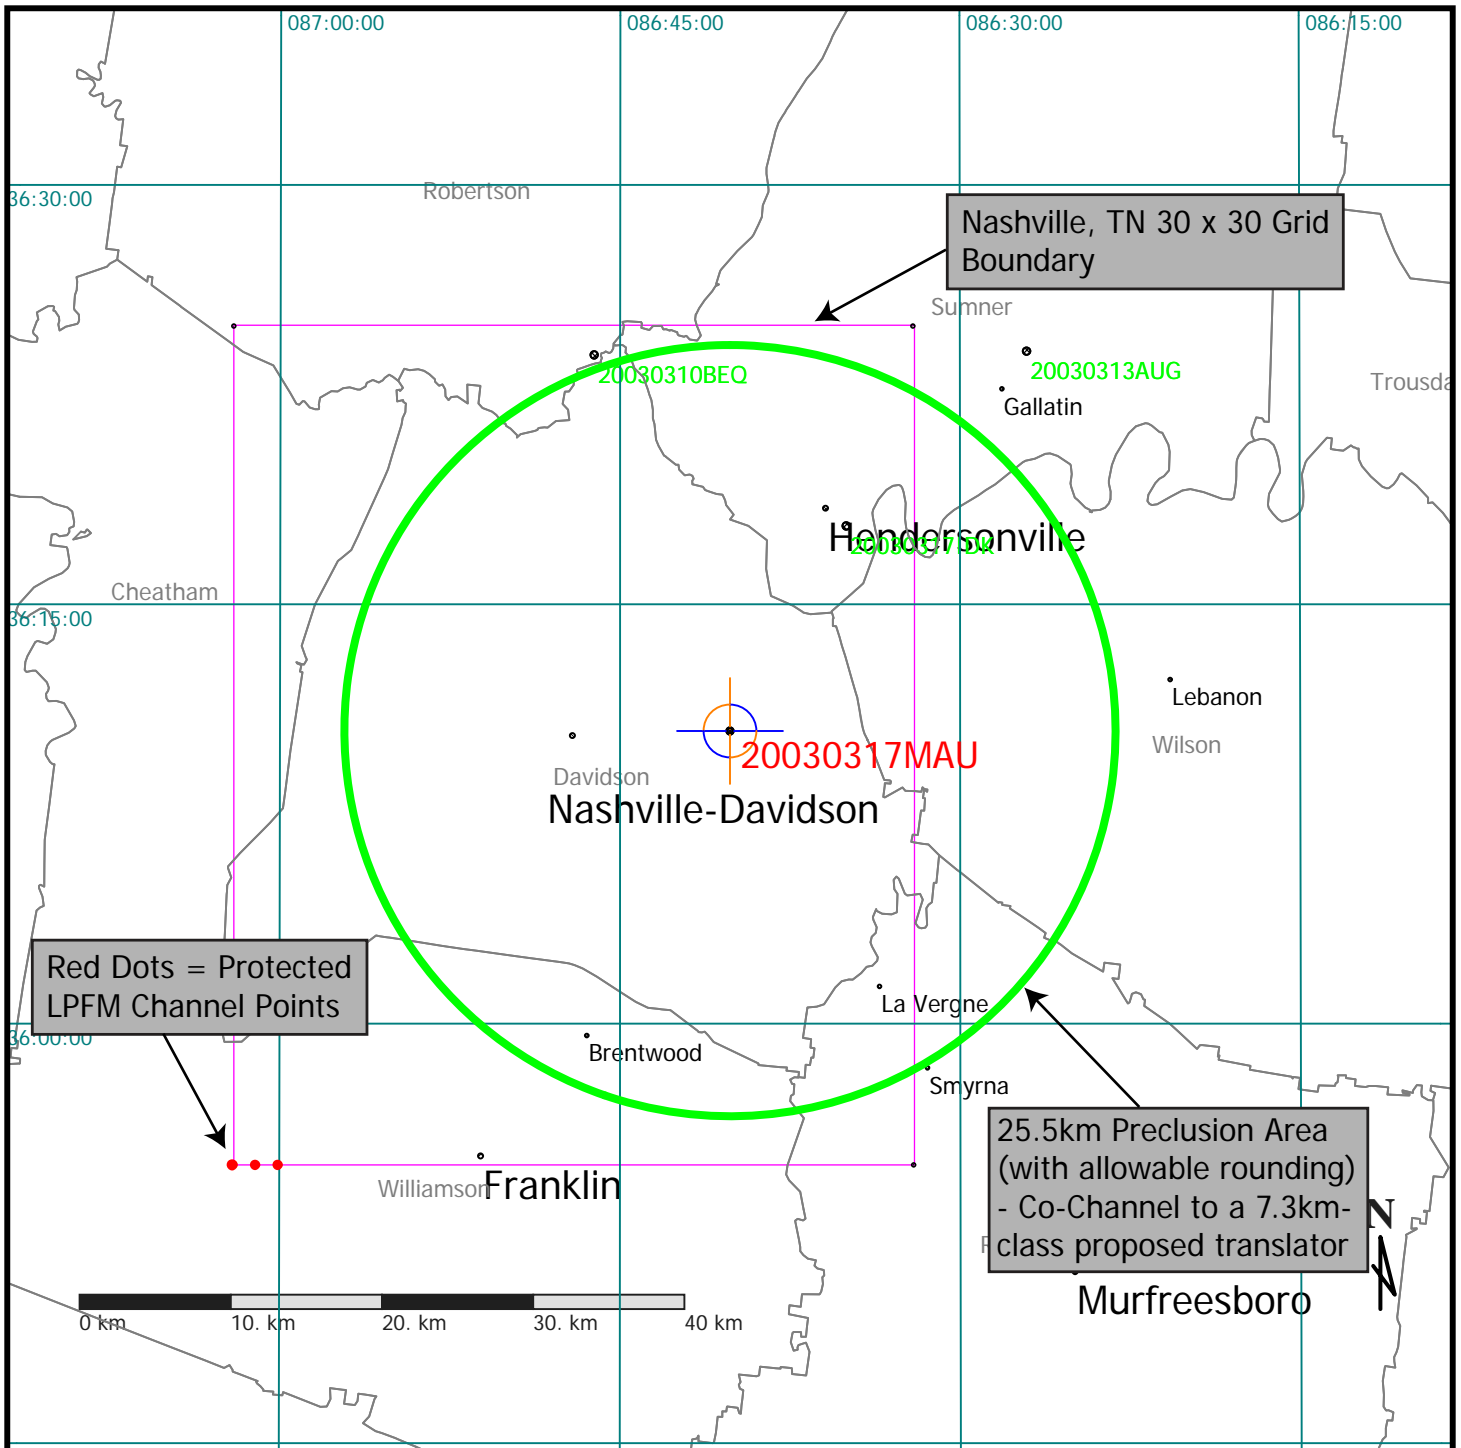 087:00:00
086:45:00
086:30:00
086:15:00
36:30:00
Robertson
Nashville, TN 30 x 30 Grid
Boundary
Sumner
20030310BEQ
20030313AUG
Trousda
Gallatin
Hendersonville
20030317IDK
Cheatham
36:15:00
Lebanon
Wilson
20030317MAU
Davidson
Nashville-Davidson
Red Dots = Protected
LPFM Channel Points
La Vergne
36:00:00
Brentwood
Smyrna
25.5km Preclusion Area
(with allowable rounding)
- Co-Channel to a 7.3km-
class proposed translator
Franklin
Williamson
N
Murfreesboro
0 km
10. km
20. km
30. km
40 km